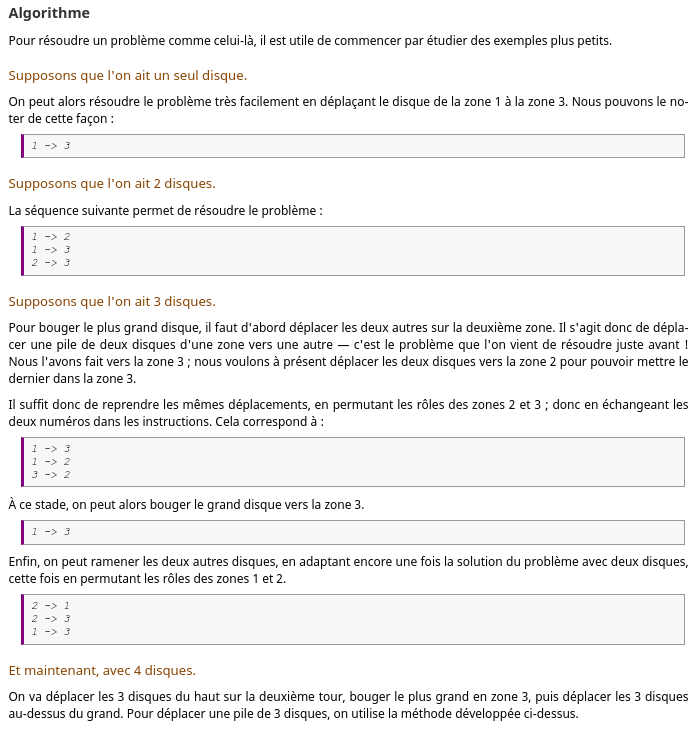 Algorithme
Pour résoudre un problème comme celui-là, il est utile de commencer par étudier des exemples plus petits.
Supposons que l'on ait un seul disque.
On peut alors résoudre le problème très facilement en déplaçant le disque de la zone 1 à la zone 3. Nous pouvons le no-
ter de cette façon :
1 -> 3
Supposons que l'on ait 2 disques.
La séquence suivante permet de résoudre le problème :
1 -> 2
1 -> 3
2 -> 3
Supposons que l'on ait 3 disques.
Pour bouger le plus grand disque, il faut d'abord déplacer les deux autres sur la deuxième zone. Il s'agit donc de dépla-
cer une pile de deux disques d'une zone vers une autre — c'est le problème que l'on vient de résoudre juste avant !
Nous l'avons fait vers la zone 3 ; nous voulons à présent déplacer les deux disques vers la zone 2 pour pouvoir mettre le
dernier dans la zone 3.
Il suffit donc de reprendre les mêmes déplacements, en permutant les rôles des zones 2 et 3 ; donc en échangeant les
deux numéros dans les instructions. Cela correspond à :
1 -> 3
1 -> 2
3 -> 2
À ce stade, on peut alors bouger le grand disque vers la zone 3.
1 -> 3
Enfin, on peut ramener les deux autres disques, en adaptant encore une fois la solution du problème avec deux disques,
cette fois en permutant les rôles des zones 1 et 2.
2 -> 1
2 -> 3
1 -> 3
Et maintenant, avec 4 disques.
On va déplacer les 3 disques du haut sur la deuxième tour, bouger le plus grand en zone 3, puis déplacer les 3 disques
au-dessus du grand. Pour déplacer une pile de 3 disques, on utilise la méthode développée ci-dessus.